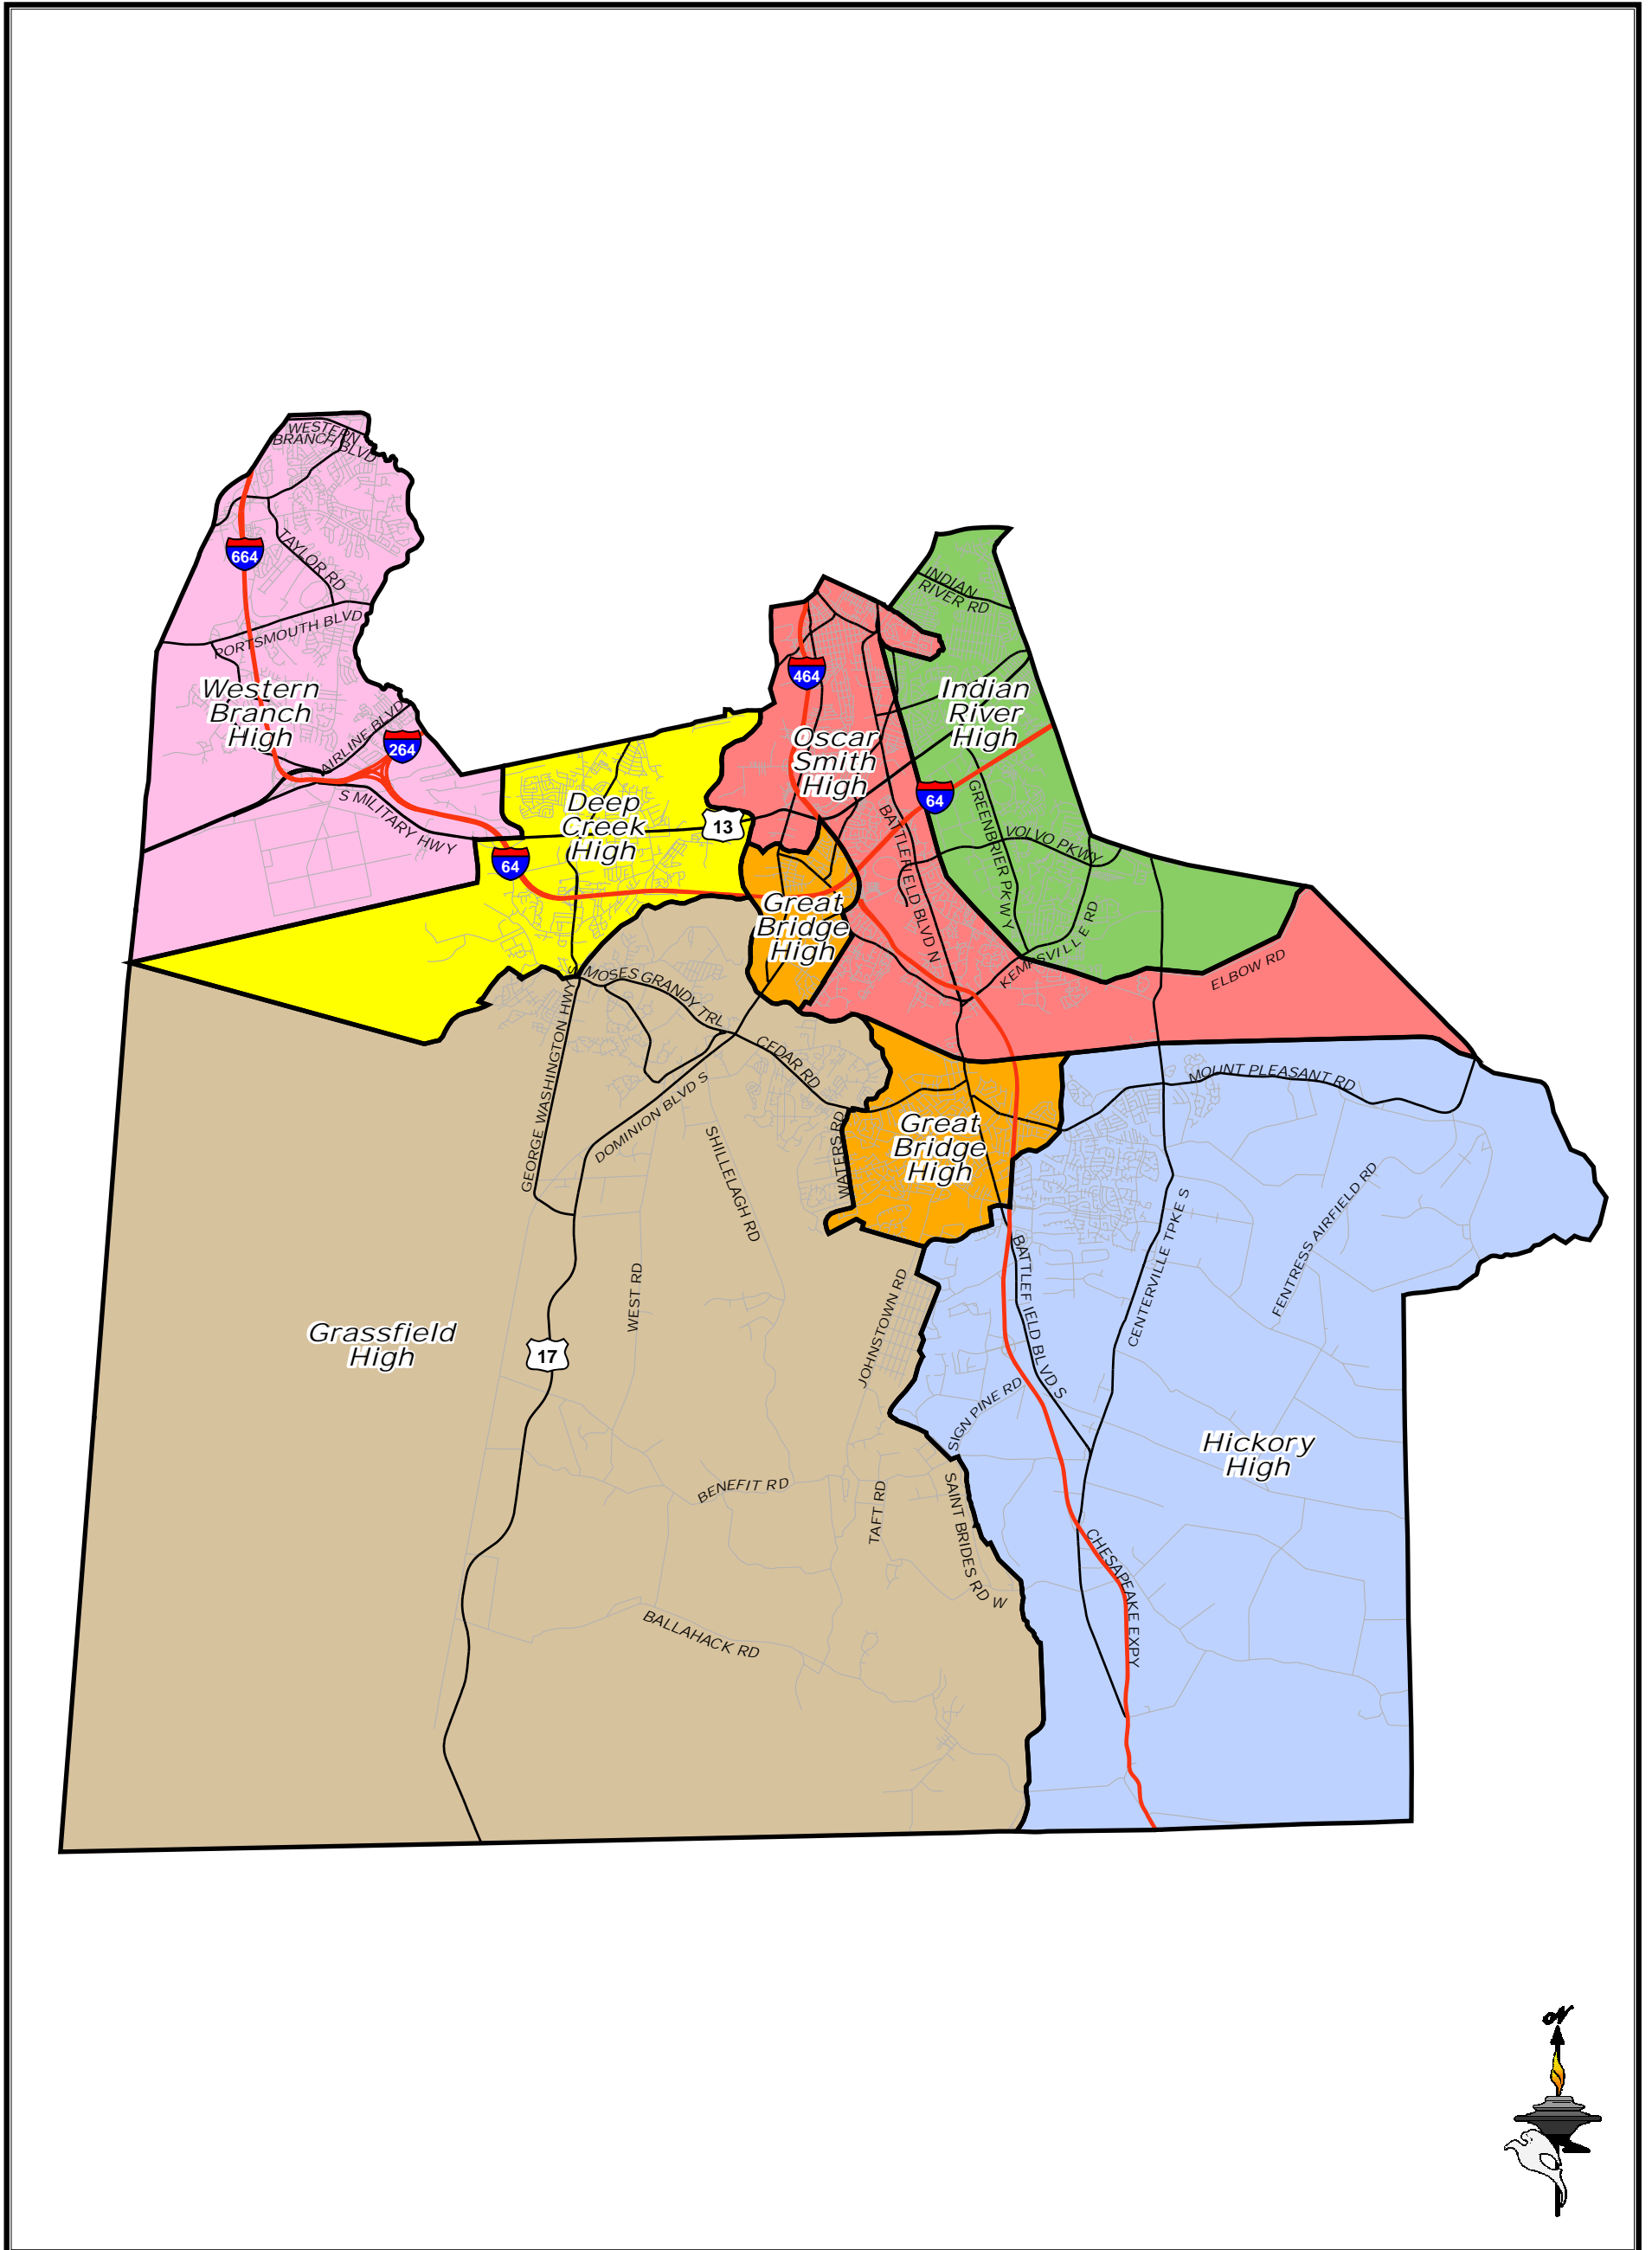 WESTERN
BRANCH BLVD
664
TAYLOR RD
PORTSMOUTH BLVD
Western
Branch
High
AIRLINE BLVD
264
S MILITARY HWY
64
Deep
Creek
High
13
464
Oscar
Smith
High
INDIAN
RIVER RD
Indian
River
High
64
BATTLEFIELD BLVD N
GREENBRIER PKWY
VOLVO PKWY
KEMPSVILLE RD
ELBOW RD
Great
Bridge
High
S MOSES GRANDY TRL
CEDAR RD
GEORGE WASHINGTON HWY S
DOMINION BLVD S
SHILLELAGH RD
WATERS RD
Great
Bridge
High
MOUNT PLEASANT RD
FENTRESS AIRFIELD RD
CENTERVILLE TPKE S
BATTLEFIELD BLVD S
WEST RD
JOHNSTOWN RD
Grassfield
High
17
SIGN PINE RD
Hickory
High
BENEFIT RD
TAFT RD
SAINT BRIDES RD W
CHESAPEAKE EXPY
BALLAHACK RD
N